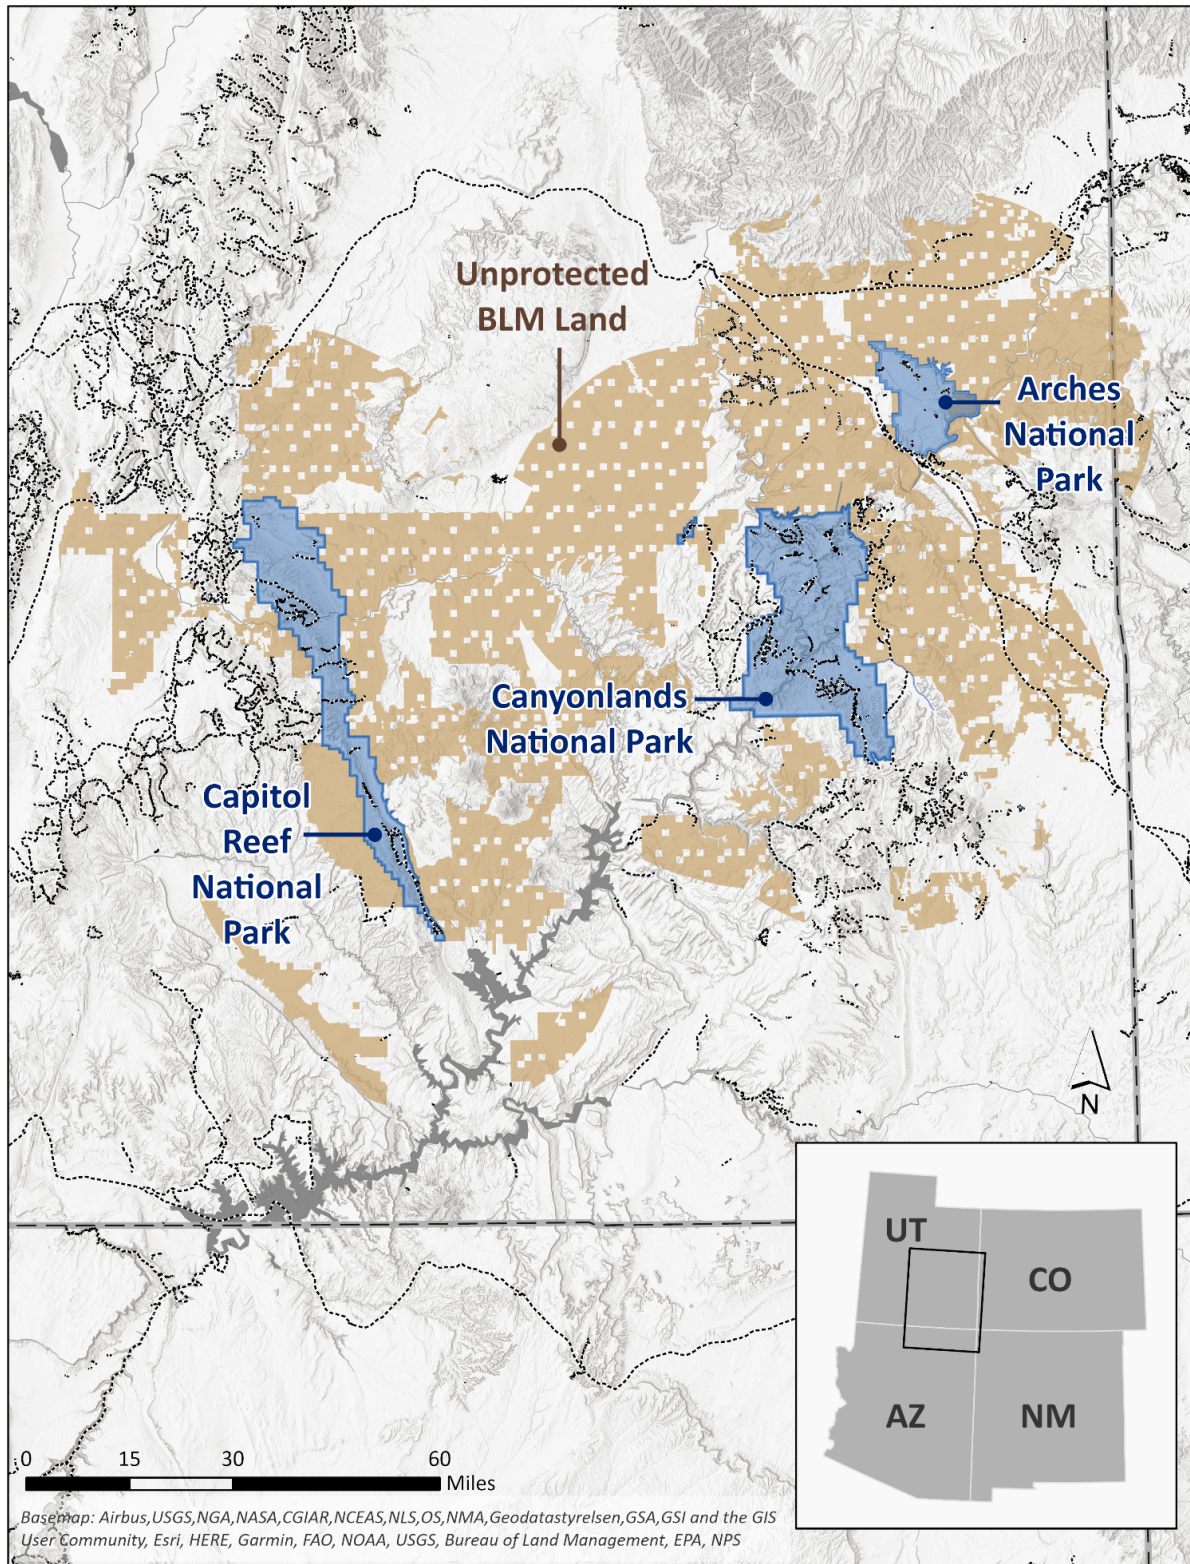 Unprotected
BLM Land
Arches
National
Park
Canyonlands
National Park
Capitol
Reef
National
Park
N
UT
CO
AZ
NM
0 15 30 60
Miles
Basemap: Airbus,USGS,NGA,NASA,CGIAR,NCEAS,NLS,OS,NMA,Geodatastyrelsen,GSA,GSI and the GIS
User Community, Esri, HERE, Garmin, FAO, NOAA, USGS, Bureau of Land Management, EPA, NPS